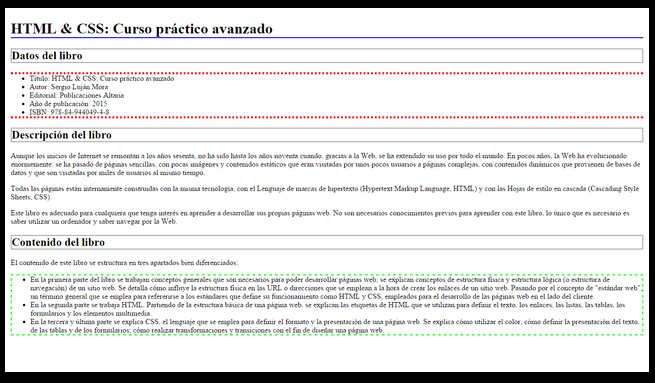 HTML & CSS: Curso práctico avanzado
Datos del libro
Titulo: HTML & CSS: Curso práctico avanzado
Autor: Sergio Luján Mora
Editorial: Publicaciones Altaria
Año de publicación: 2015
ISBN: 978-84-944049-4-8
Descripción del libro
Aunque los inicios de Internet se remontan a los años sesenta, no ha sido hasta los años noventa cuando, gracias a la Web, se ha extendido su uso por todo el mundo. En pocos años, la Web ha evolucionado
enormemente: se ha pasado de páginas sencillas, con pocas imágenes y contenidos estáticos que eran visitadas por unos pocos usuarios a páginas complejas, con contenidos dinámicos que provienen de bases
de datos y que son visitadas por miles de usuarios al mismo tiempo.
Todas las páginas están internamente construidas con la misma tecnología, con el Lenguaje de marcas de hipertexto (Hypertext Markup Language, HTML) y con las Hojas de estilo en cascada (Cascading Style
Sheets, CSS).
Este libro es adecuado para cualquiera que tenga interés en aprender a desarrollar sus propias páginas web. No son necesarios conocimientos previos para aprender con este libro, lo único que es necesario es
saber utilizar un ordenador y saber navegar por la Web.
Contenido del libro
El contenido de este libro se estructura en tres apartados bien diferenciados:
En la primera parte del libro se trabajan conceptos generales que son necesarios para poder desarrollar páginas web; se explican conceptos de estructura física y estructura lógica (o estructura de
navegación) de un sitio web. Se detalla cómo influye la estructura física en las URL o direcciones que se emplean a la hora de crear los enlaces de un sitio web. Pasando por el concepto de "estándar web"
un término general que se emplea para referirse a los estándares que define su funcionamiento como HTML y CSS, empleados para el desarrollo de las páginas web en el lado del cliente.
En la segunda parte se trabaja HTML. Partiendo de la estructura básica de una página web, se explican las etiquetas de HTML que se utilizan para definir el texto, los enlaces, las listas, las tablas, los
formularios y los elementos multimedia.
En la tercera y última parte se explica CSS, el lenguaje que se emplea para definir el formato y la presentación de una página web. Se explica cómo utilizar el color, cómo definir la presentación del texto,
de las tablas y de los formularios; cómo realizar transformaciones y transiciones con el fin de diseñar una página web.